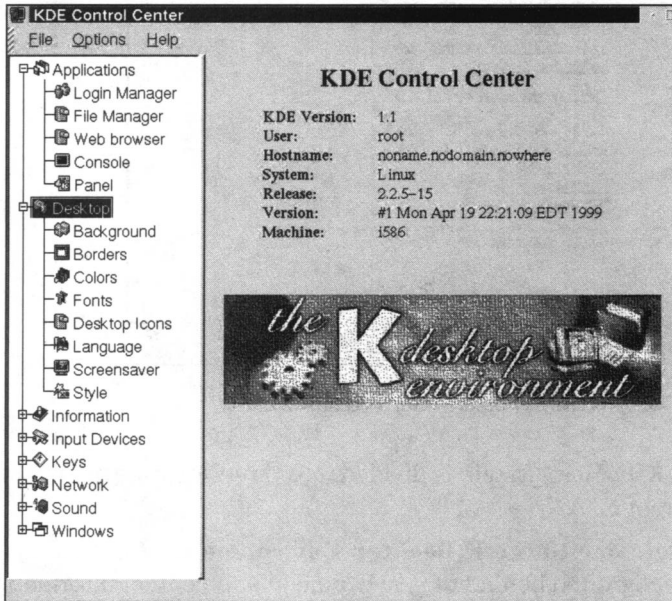 KDE Control Center
File Options Help
Applications
Login Manager
File Manager
Web browser
Console
Panel
Desktop
Background
Borders
Colors
Fonts
Desktop Icons
Language
Screensaver
Style
Information
Input Devices
Keys
Network
Sound
Windows
KDE Control Center
KDE Version: 1.1
User: root
Hostname: noname.nodomain.nowhere
System: Linux
Release: 2.2.5-15
Version: #1 Mon Apr 19 22:21:09 EDT 1999
Machine: i586
the K desktop environment